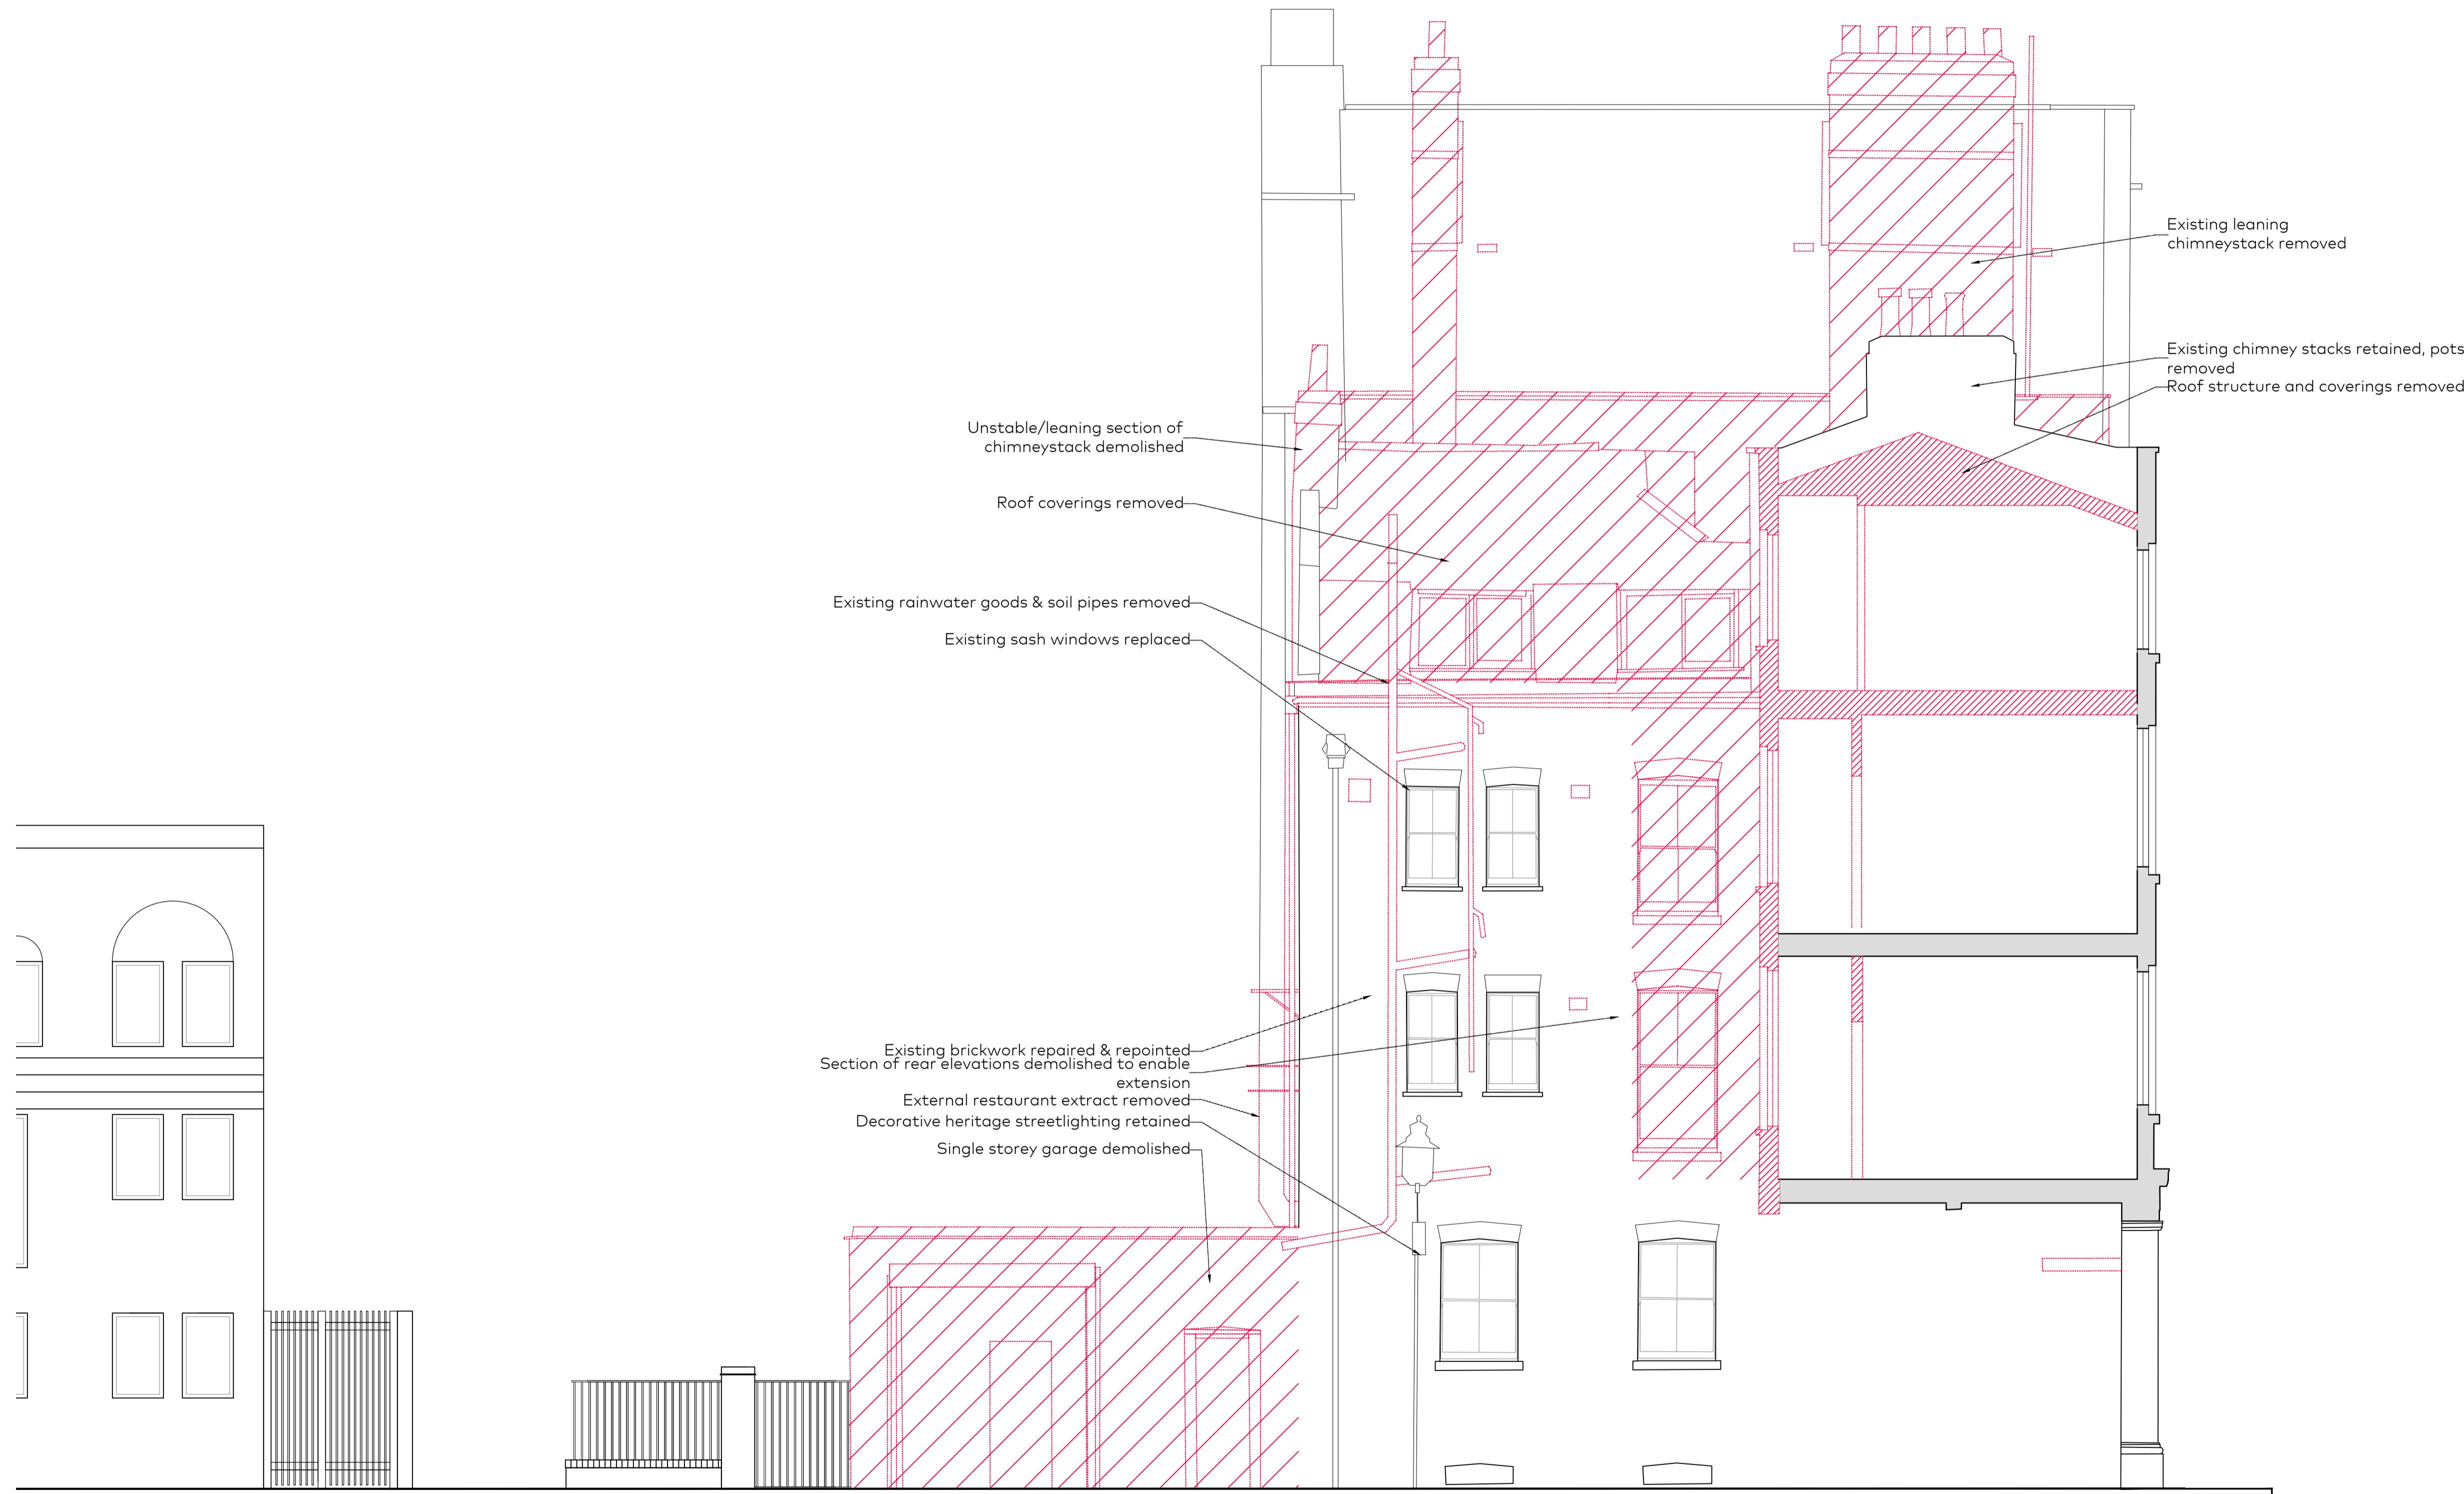 Existing leaning
chimneystack removed
Existing chimney stacks retained, pots
removed
Roof structure and coverings removed
Unstable/leaning section of
chimneystack demolished
Roof coverings removed
Existing rainwater goods & soil pipes removed
Existing sash windows replaced
Existing brickwork repaired & repointed
Section of rear elevations demolished to enable
extension
External restaurant extract removed
Decorative heritage streetlighting retained
Single storey garage demolished